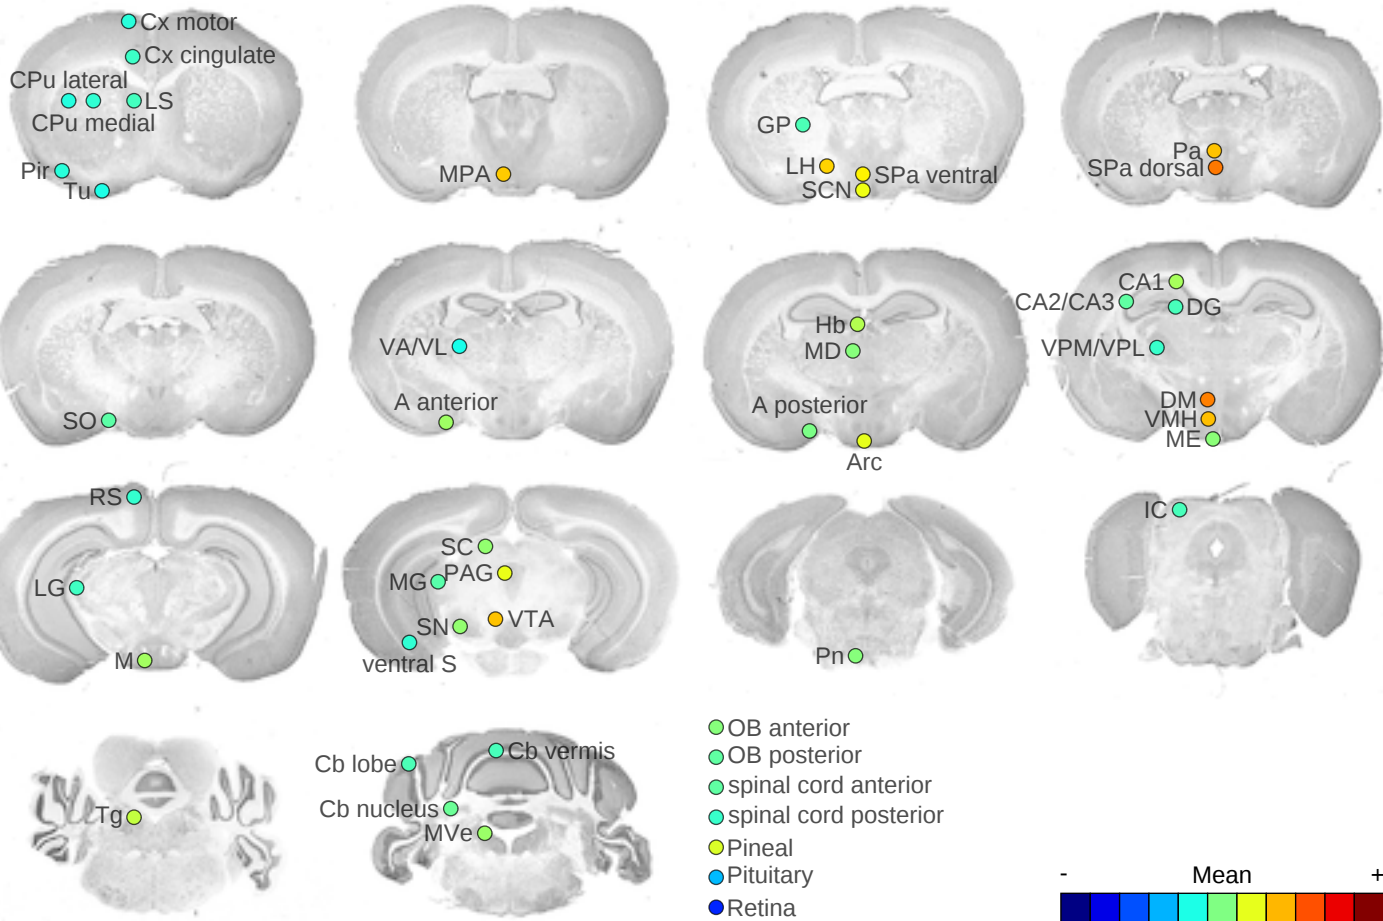 Cx motor
Cx cingulate
CPu lateral
LS
CPu medial
Pir
Tu
MPA
GP
LH
SPa ventral
SCN
Pa
SPa dorsal
SO
VA/VL
A anterior
Hb
MD
A posterior
Arc
CA1
CA2/CA3
DG
VPM/VPL
DM
VMH
ME
RS
LG
M
SC
MG
PAG
SN
VTA
ventral S
Pn
IC
Tg
Cb lobe
Cb vermis
Cb nucleus
MVe
OB anterior
OB posterior
spinal cord anterior
spinal cord posterior
Pineal
Pituitary
Retina
- Mean +